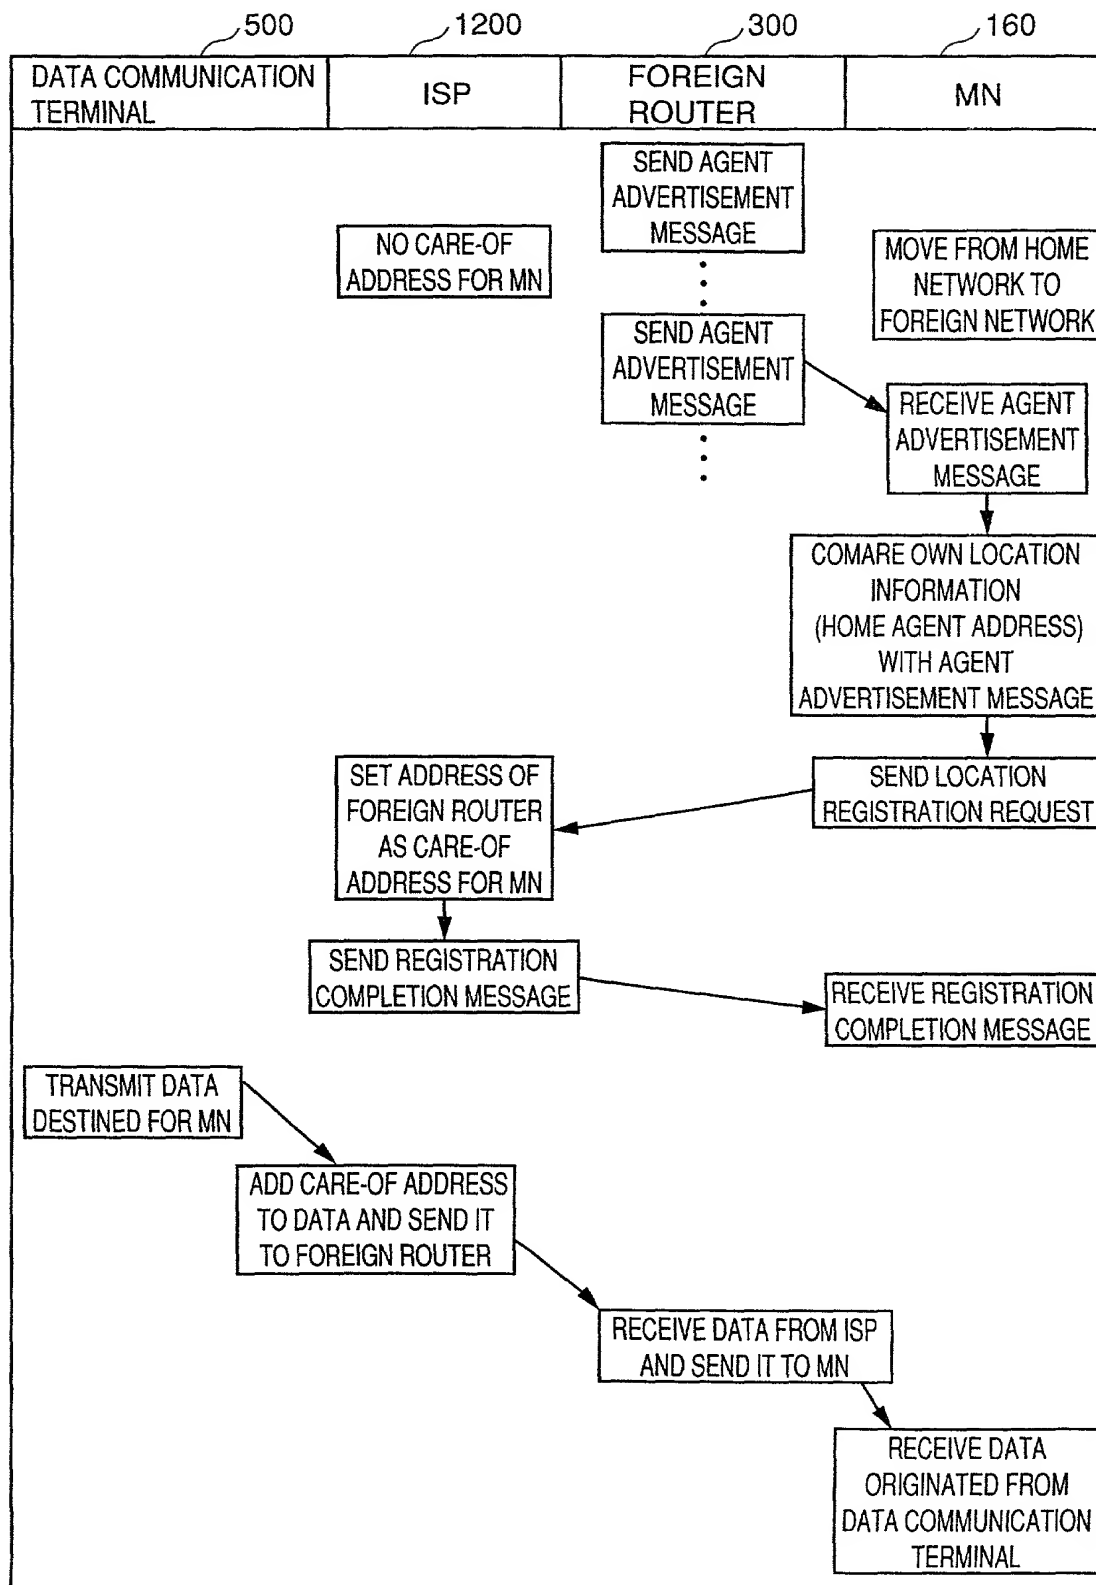 500
1200
300
160
DATA COMMUNICATION
TERMINAL
ISP
FOREIGN
ROUTER
MN
SEND AGENT
ADVERTISEMENT
MESSAGE
NO CARE-OF
ADDRESS FOR MN
MOVE FROM HOME
NETWORK TO
FOREIGN NETWORK
SEND AGENT
ADVERTISEMENT
MESSAGE
RECEIVE AGENT
ADVERTISEMENT
MESSAGE
COMARE OWN LOCATION
INFORMATION
(HOME AGENT ADDRESS)
WITH AGENT
ADVERTISEMENT MESSAGE
SEND LOCATION
REGISTRATION REQUEST
SET ADDRESS OF
FOREIGN ROUTER
AS CARE-OF
ADDRESS FOR MN
SEND REGISTRATION
COMPLETION MESSAGE
RECEIVE REGISTRATION
COMPLETION MESSAGE
TRANSMIT DATA
DESTINED FOR MN
ADD CARE-OF ADDRESS
TO DATA AND SEND IT
TO FOREIGN ROUTER
RECEIVE DATA FROM ISP
AND SEND IT TO MN
RECEIVE DATA
ORIGINATED FROM
DATA COMMUNICATION
TERMINAL